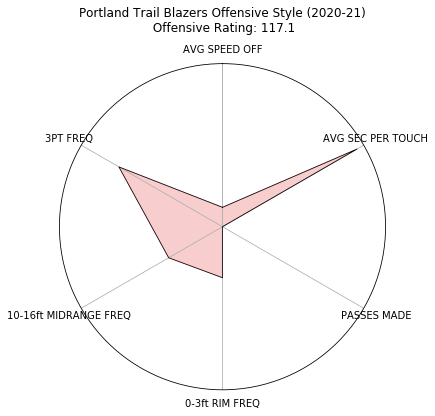 Portland Trail Blazers Offensive Style (2020-21)
Offensive Rating: 117.1
AVG SPEED OFF
3PT FREQ
AVG SEC PER TOUCH
10-16ft MIDRANGE FREQ
PASSES MADE
0-3ft RIM FREQ